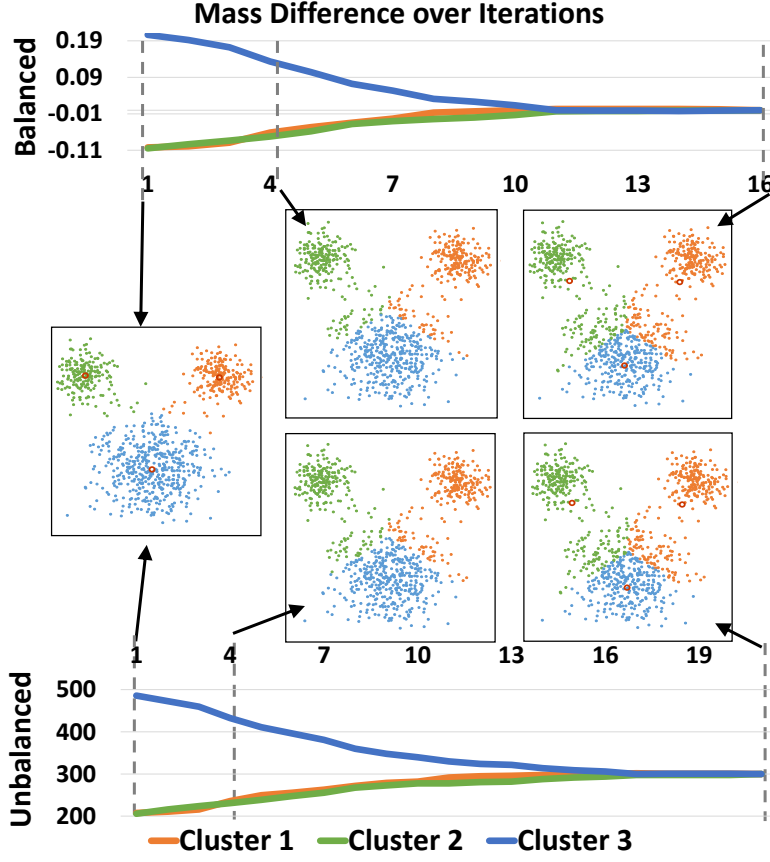 Mass Difference over Iterations
Balanced
0.19
0.09
-0.01
-0.11
1 4 7 10 13 16
1 4 7 10 13 16 19
Unbalanced
500
400
300
200
Cluster 1 Cluster 2 Cluster 3